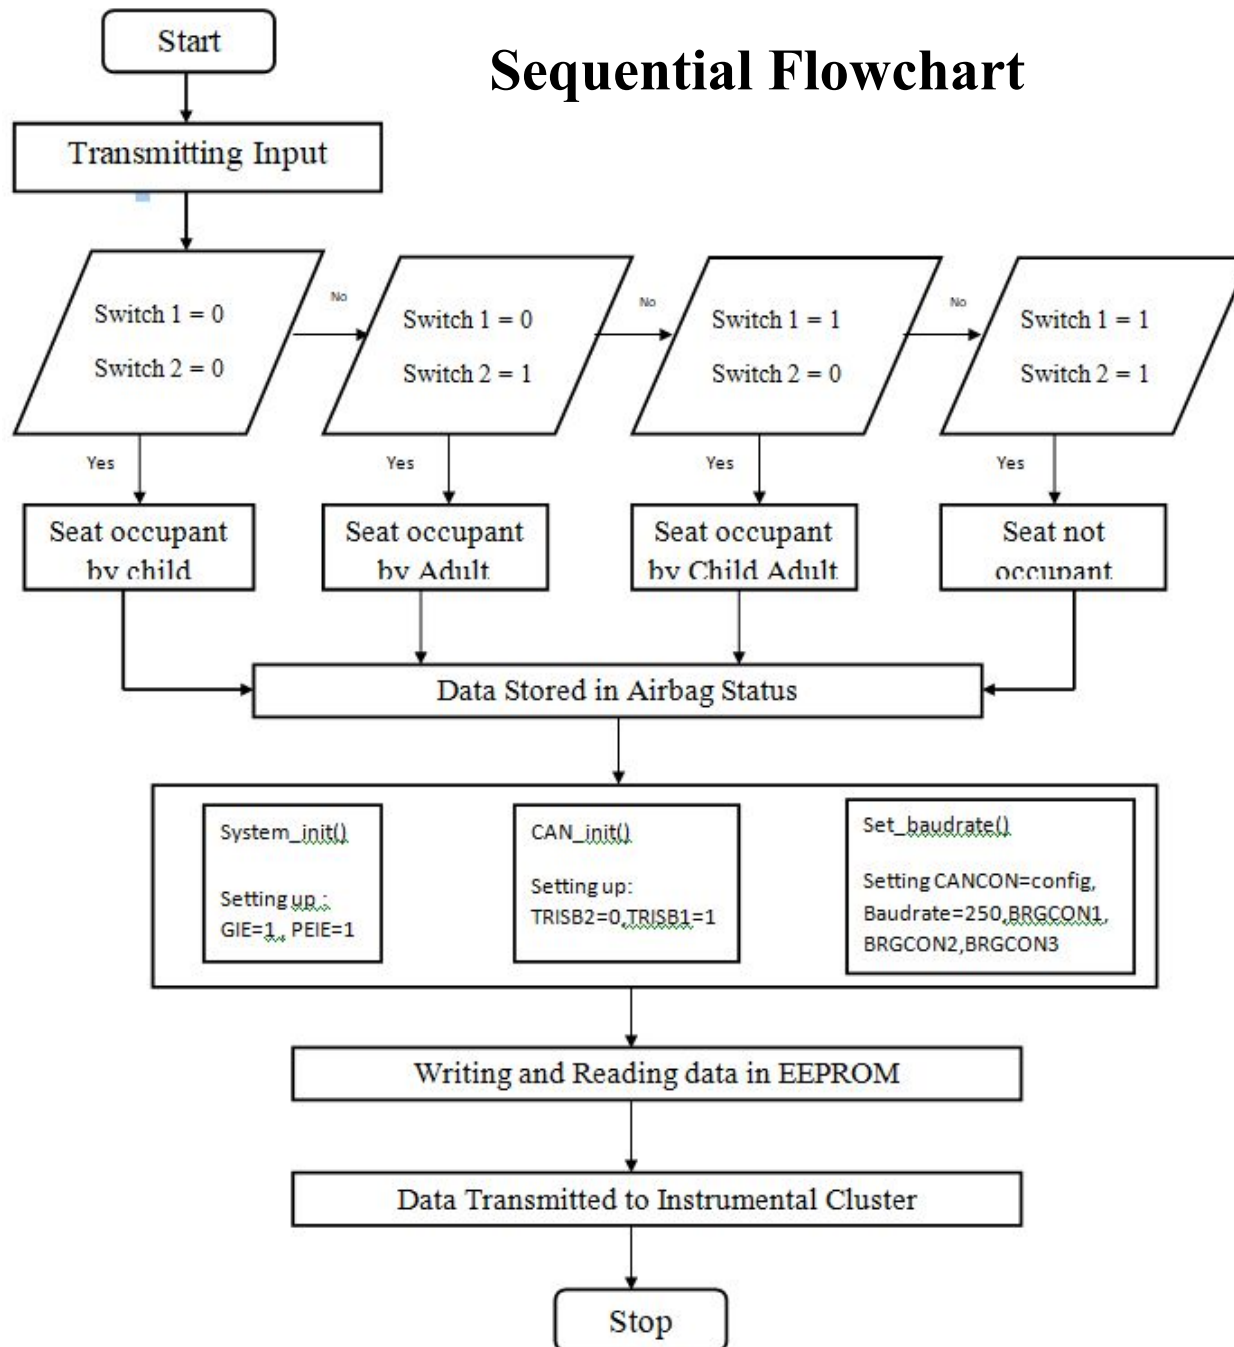 Start
Sequential Flowchart
Transmitting Input
Switch 1 = 0
Switch 2 = 0
No
Switch 1 = 0
Switch 2 = 1
No
Switch 1 = 1
Switch 2 = 0
No
Switch 1 = 1
Switch 2 = 1
Yes
Yes
Yes
Yes
Seat occupant
by child
Seat occupant
by Adult
Seat occupant
by Child Adult
Seat not
occupant
Data Stored in Airbag Status
System_init()
Setting up :
GIE=1 , PEIE=1
CAN_init()
Setting up:
TRISB2=0,TRISB1=1
Set_baudrate()
Setting CANCON=config,
Baudrate=250,BRGCON1,
BRGCON2,BRGCON3
Writing and Reading data in EEPROM
Data Transmitted to Instrumental Cluster
Stop